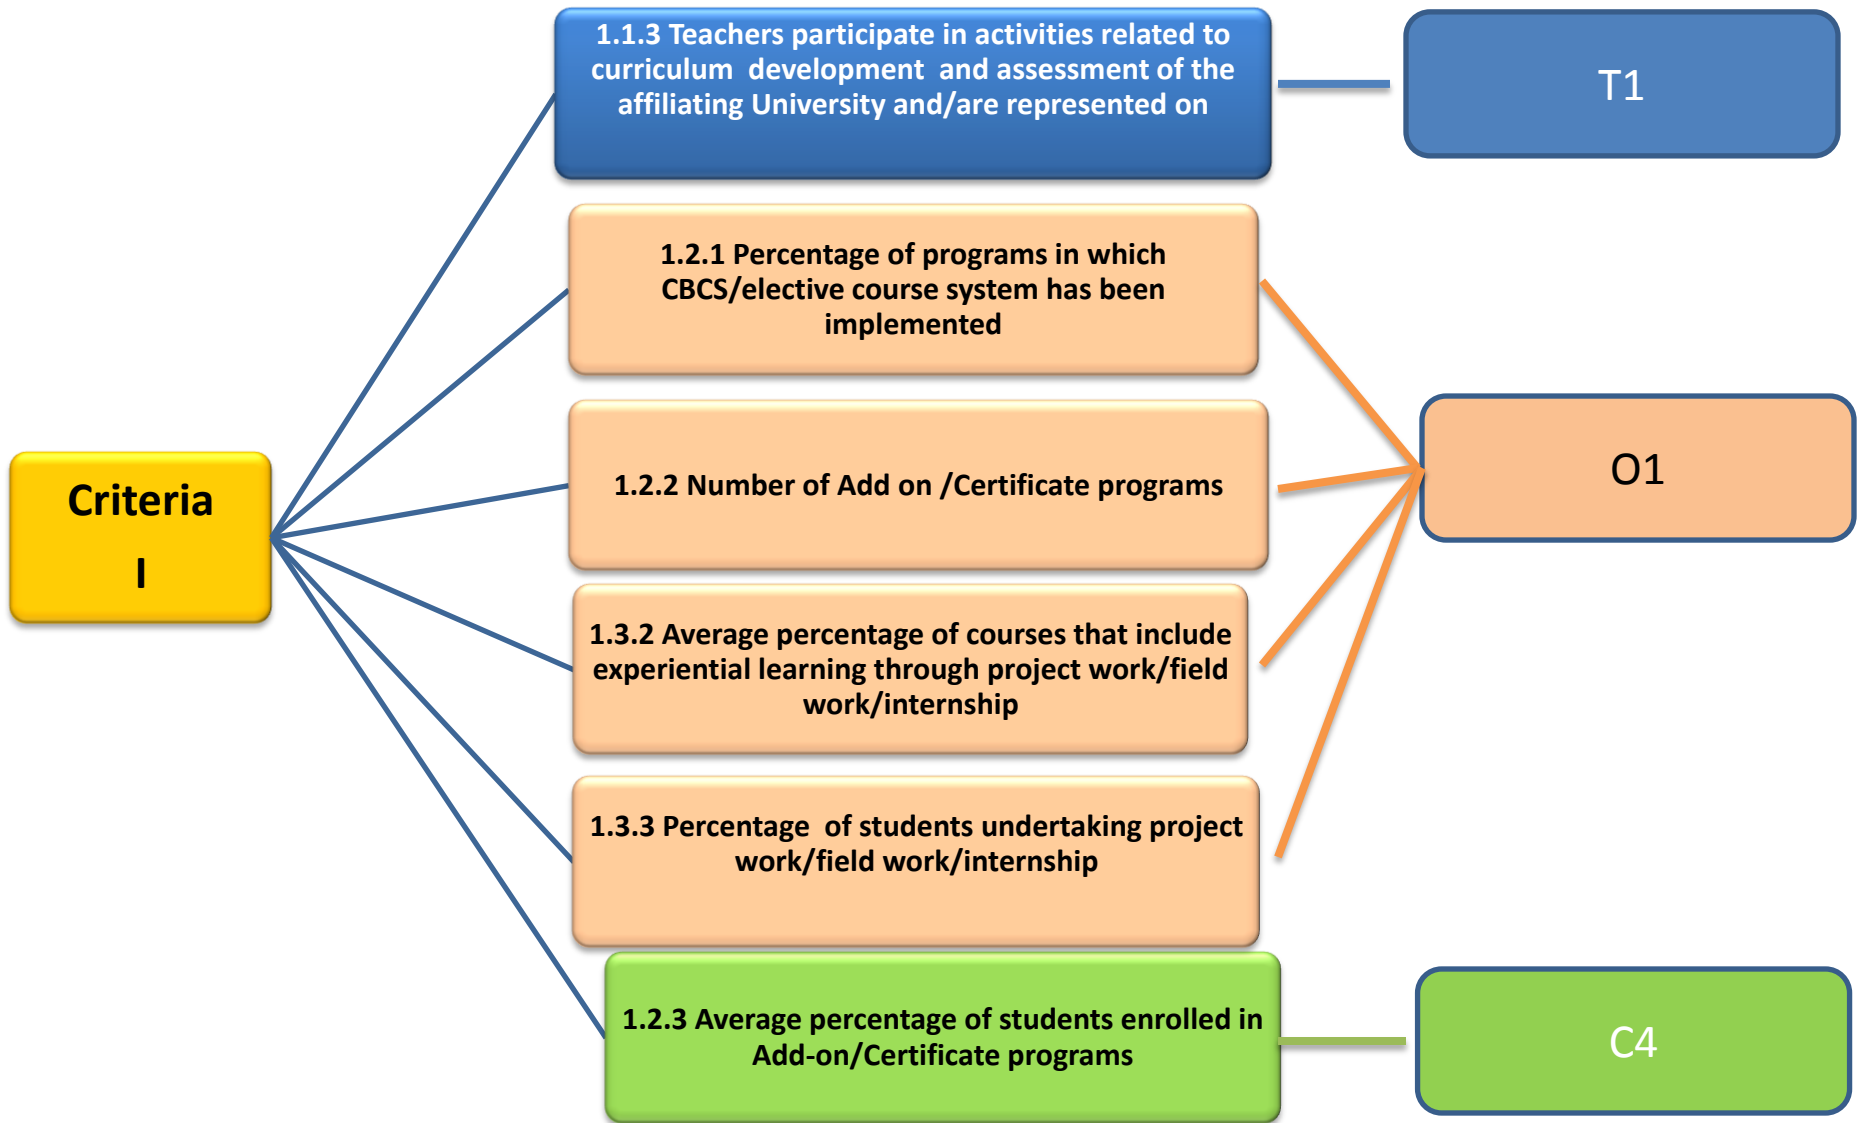 1.1.3 Teachers participate in activities related to
curriculum  development  and assessment of the
affiliating University and/are represented on
T1
1.2.1 Percentage of programs in which
CBCS/elective course system has been
implemented
1.2.2 Number of Add on /Certificate programs
O1
Criteria
I
1.3.2 Average percentage of courses that include
experiential learning through project work/field
work/internship
1.3.3 Percentage  of students undertaking project
work/field work/internship
1.2.3 Average percentage of students enrolled in
Add-on/Certificate programs
C4